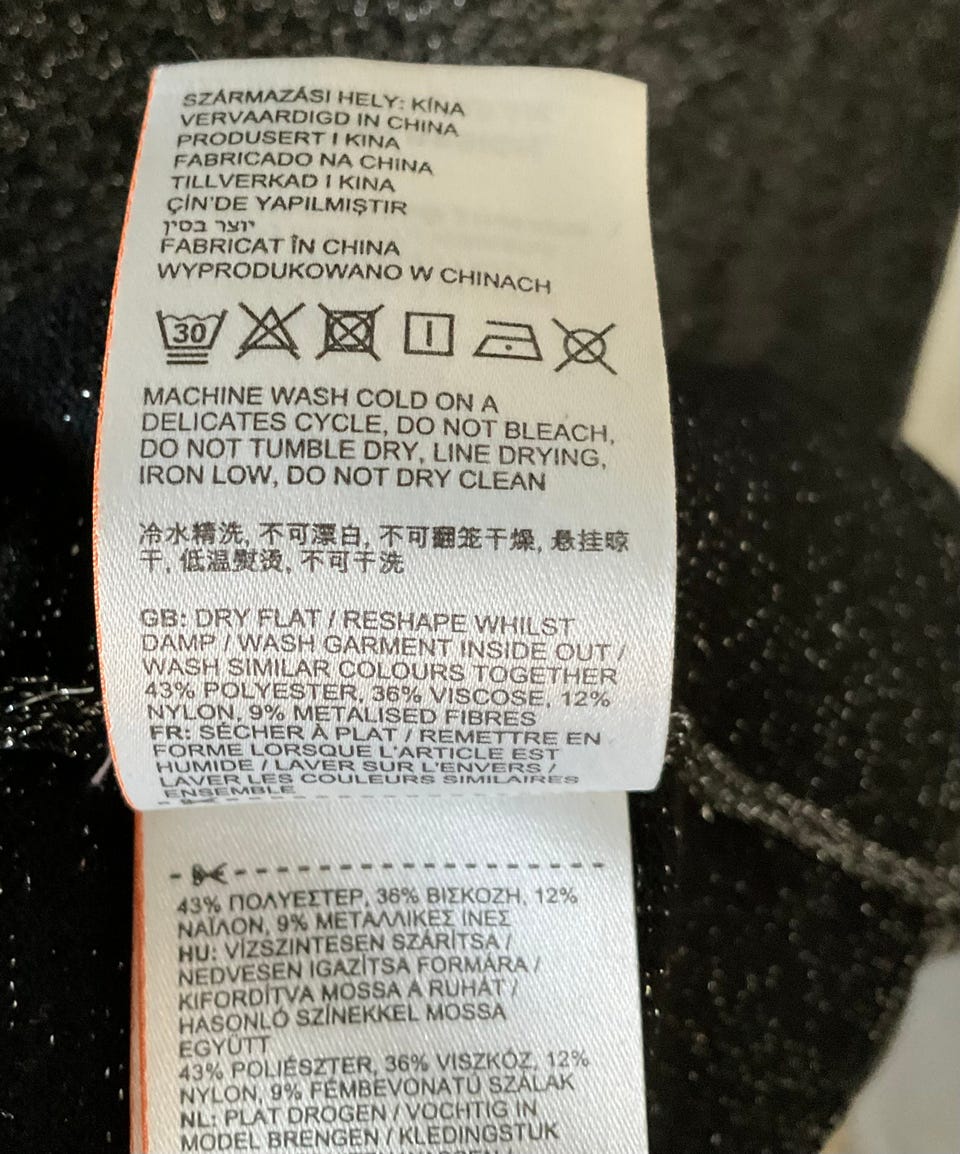 SZÁRMAZÁSI HELY: KÍNA
VERVAARDIGD IN CHINA
PRODUSERT I KINA
FABRICADO NA CHINA
TILLVERKAD I KINA
ÇİN'DE YAPILMIŞTIR
יוצר בסין
FABRICAT ÎN CHINA
WYPRODUKOWANO W CHINACH
30
MACHINE WASH COLD ON A
DELICATES CYCLE, DO NOT BLEACH,
DO NOT TUMBLE DRY, LINE DRYING,
IRON LOW, DO NOT DRY CLEAN
冷水精洗, 不可漂白, 不可翻笼干燥, 悬挂晾
干, 低温熨烫, 不可干洗
GB: DRY FLAT / RESHAPE WHILST
DAMP / WASH GARMENT INSIDE OUT /
WASH SIMILAR COLOURS TOGETHER
43% POLYESTER, 36% VISCOSE, 12%
NYLON, 9% METALISED FIBRES
FR: SÉCHER À PLAT / REMETTRE EN
FORME LORSQUE L'ARTICLE EST
HUMIDE / LAVER SUR L'ENVERS /
LAVER LES COULEURS SIMILAIRES
ENSEMBLE
43% ΠΟΛΥΕΣΤΕΡ, 36% ΒΙΣΚΟΖΗ, 12%
ΝΑΪΛΟΝ, 9% ΜΕΤΑΛΛΙΚΕΣ ΙΝΕΣ
HU: VÍZSZINTESEN SZÁRÍTSA /
NEDVESEN IGAZÍTSA FORMÁRA /
KIFORDÍTVA MOSSA A RUHÁT /
HASONLÓ SZÍNEKKEL MOSSA
EGYÜTT
43% POLIÉSZTER, 36% VISZKÓZ, 12%
NYLON, 9% FÉMBEVONATÚ SZÁLAK
NL: PLAT DROGEN / VOCHTIG IN
MODEL BRENGEN / KLEDINGSTUK